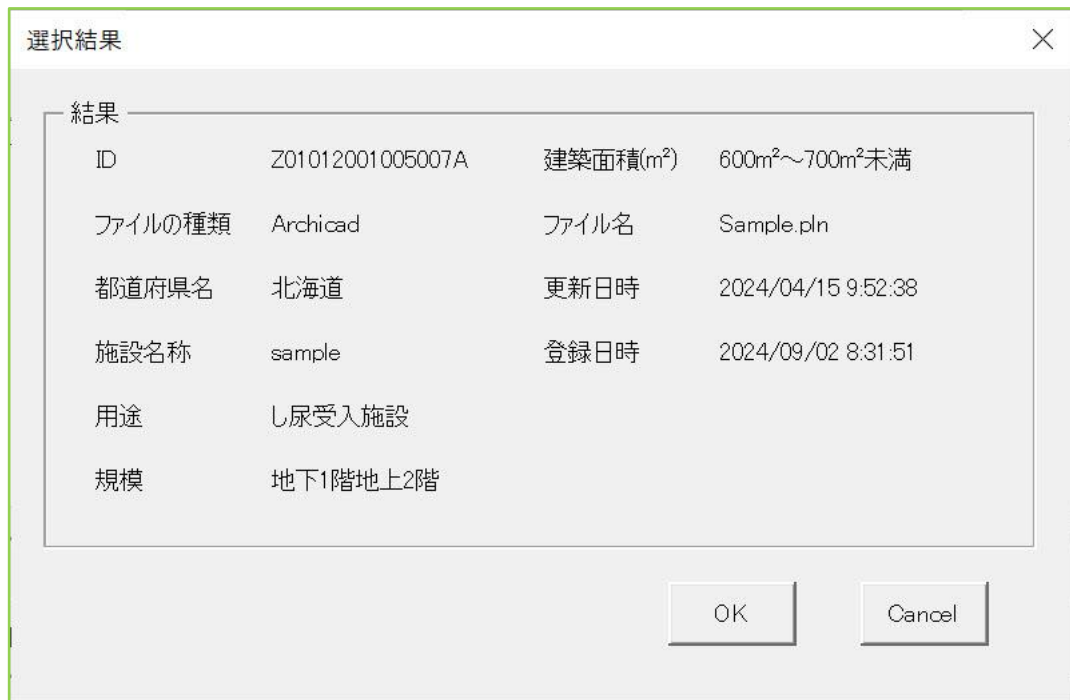 選択結果
結果
ID Z01012001005007A 建築面積(m²) 600m²～700m²未満
ファイルの種類 Archicad ファイル名 Sample.pln
都道府県名 北海道 更新日時 2024/04/15 9:52:38
施設名称 sample 登録日時 2024/09/02 8:31:51
用途 し尿受入施設
規模 地下1階地上2階
OK Cancel